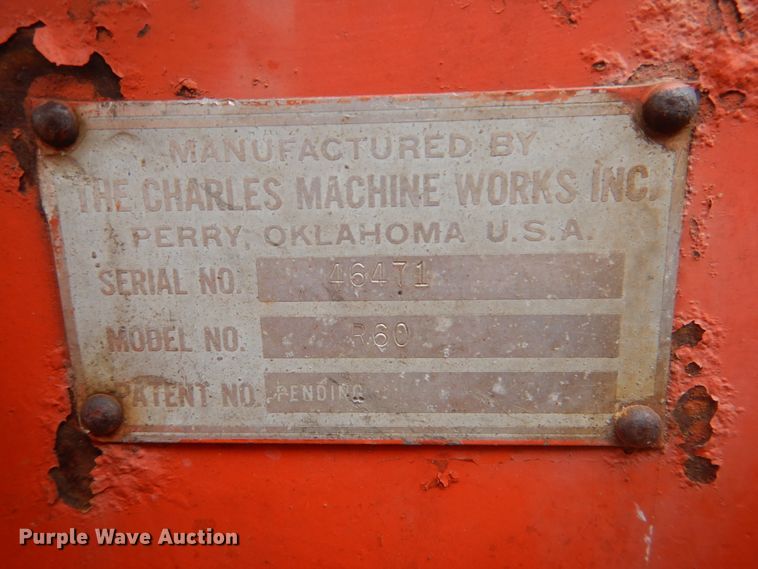 MANUFACTURED BY
THE CHARLES MACHINE WORKS INC.
PERRY, OKLAHOMA U.S.A.
SERIAL NO. 46471
MODEL NO. R60
PATENT NO. PENDING
Purple Wave Auction